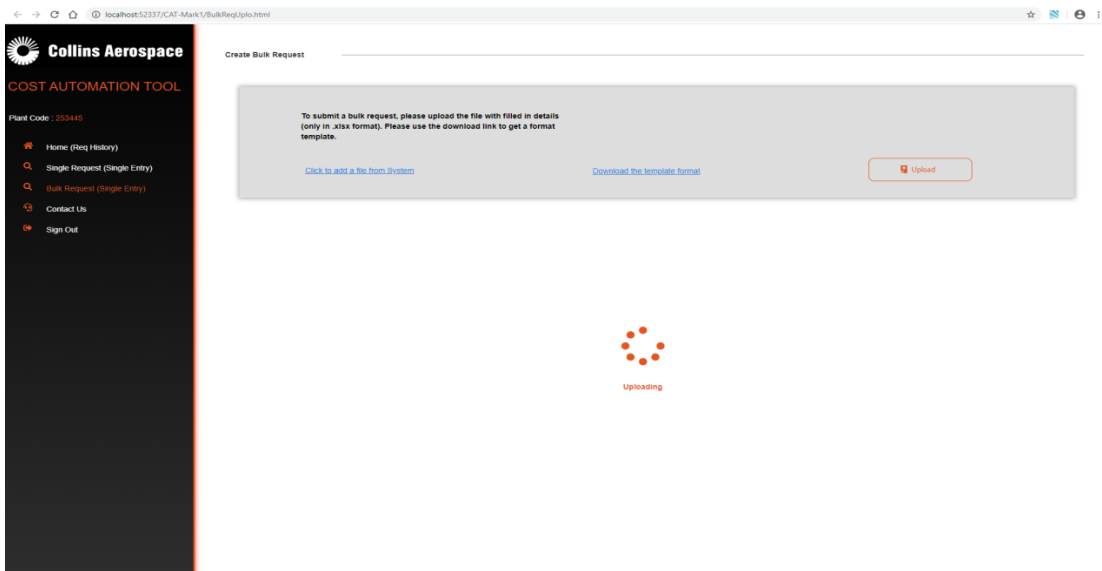 localhost:52337/CAT-Mark1/BulkReqUplo.html
Collins Aerospace
COST AUTOMATION TOOL
Plant Code : 253445
Home (Req History)
Single Request (Single Entry)
Bulk Request (Single Entry)
Contact Us
Sign Out
Create Bulk Request
To submit a bulk request, please upload the file with filled in details
(only in .xlsx format). Please use the download link to get a format
template.
Click to add a file from System
Download the template format
Upload
Uploading